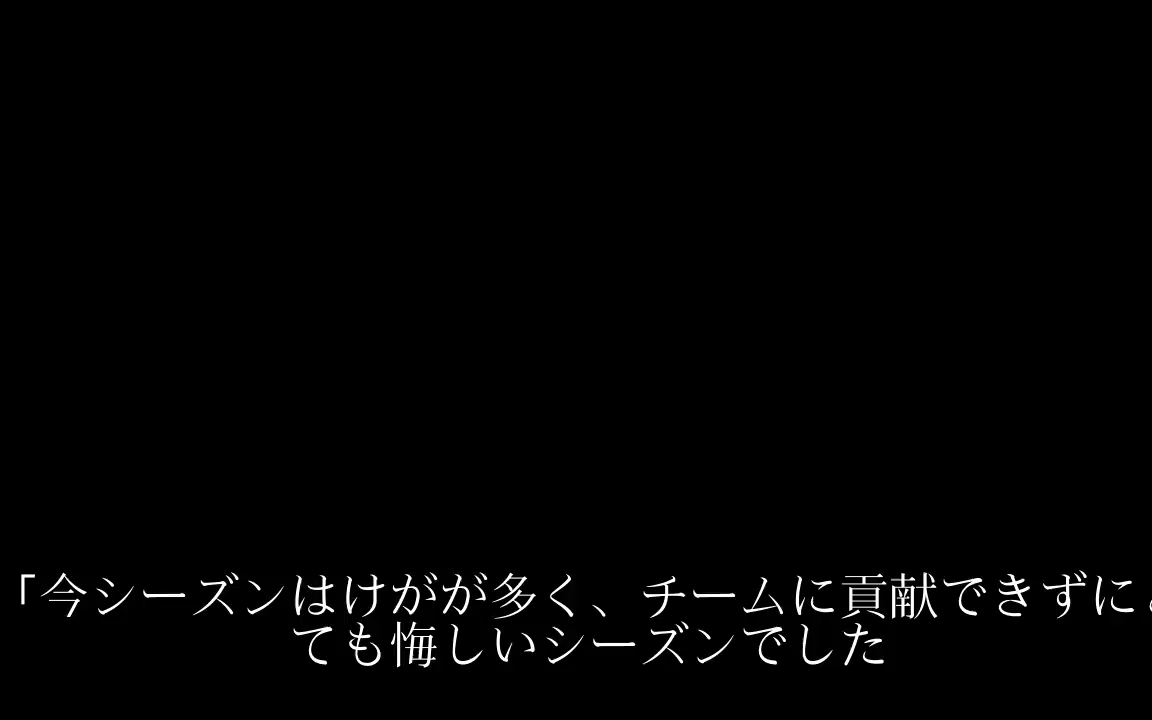 「今シーズンはけがが多く、チームに貢献できずにと
ても悔しいシーズンでした